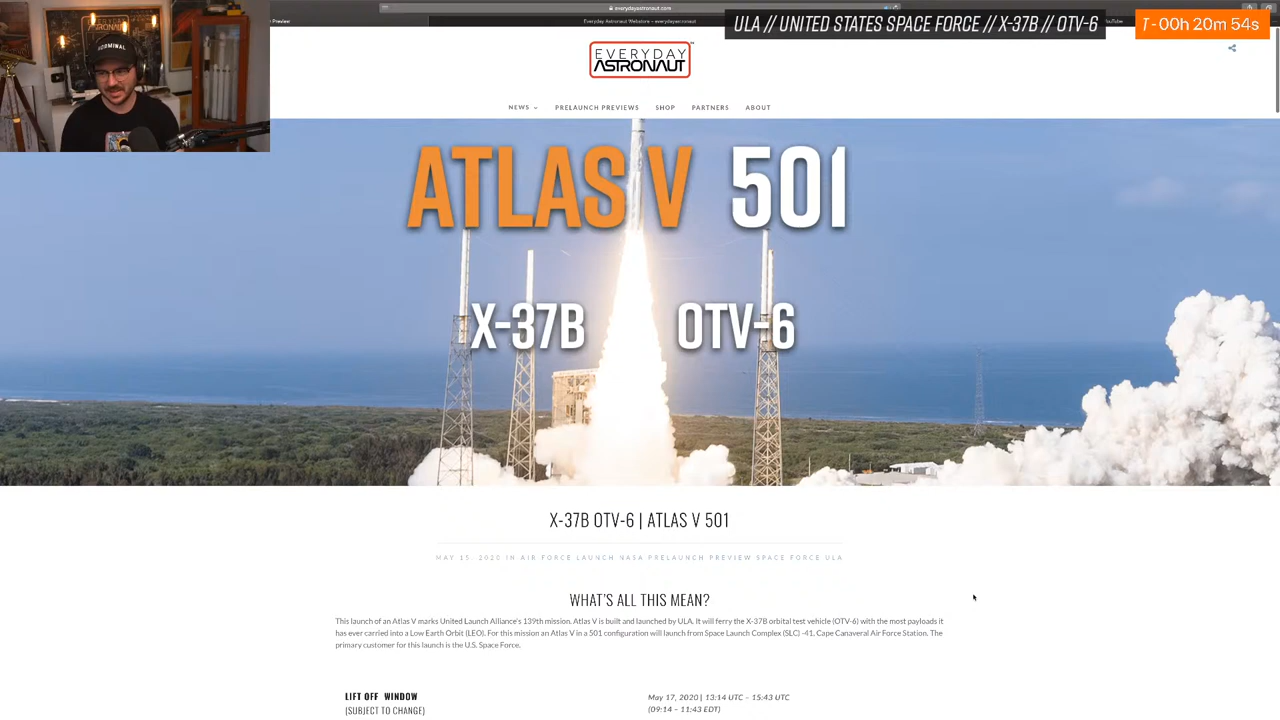 everydayastronaut.com
Preview!
Everyday Astronaut Webstore – everydayastronaut
ULA // UNITED STATES SPACE FORCE // X-37B // OTV-6
T-00h 20m 54s
EVERYDAY
ASTRONAUT
NEWS
PRELAUNCH PREVIEWS
SHOP
PARTNERS
ABOUT
ATLAS V 501
X-37B OTV-6
X-37B OTV-6 | ATLAS V 501
MAY 15, 2020 IN AIR FORCE LAUNCH NASA PRELAUNCH PREVIEW SPACE FORCE ULA
WHAT'S ALL THIS MEAN?
This launch of an Atlas V marks United Launch Alliance's 139th mission. Atlas V is built and launched by ULA. It will ferry the X-37B orbital test vehicle (OTV-6) with the most payloads it
has ever carried into a Low Earth Orbit (LEO). For this mission an Atlas V in a 501 configuration will launch from Space Launch Complex (SLC) -41, Cape Canaveral Air Force Station. The
primary customer for this launch is the U.S. Space Force.
LIFT OFF WINDOW
(SUBJECT TO CHANGE)
May 17, 2020 | 13:14 UTC – 15:43 UTC
(09:14 – 11:43 EDT)